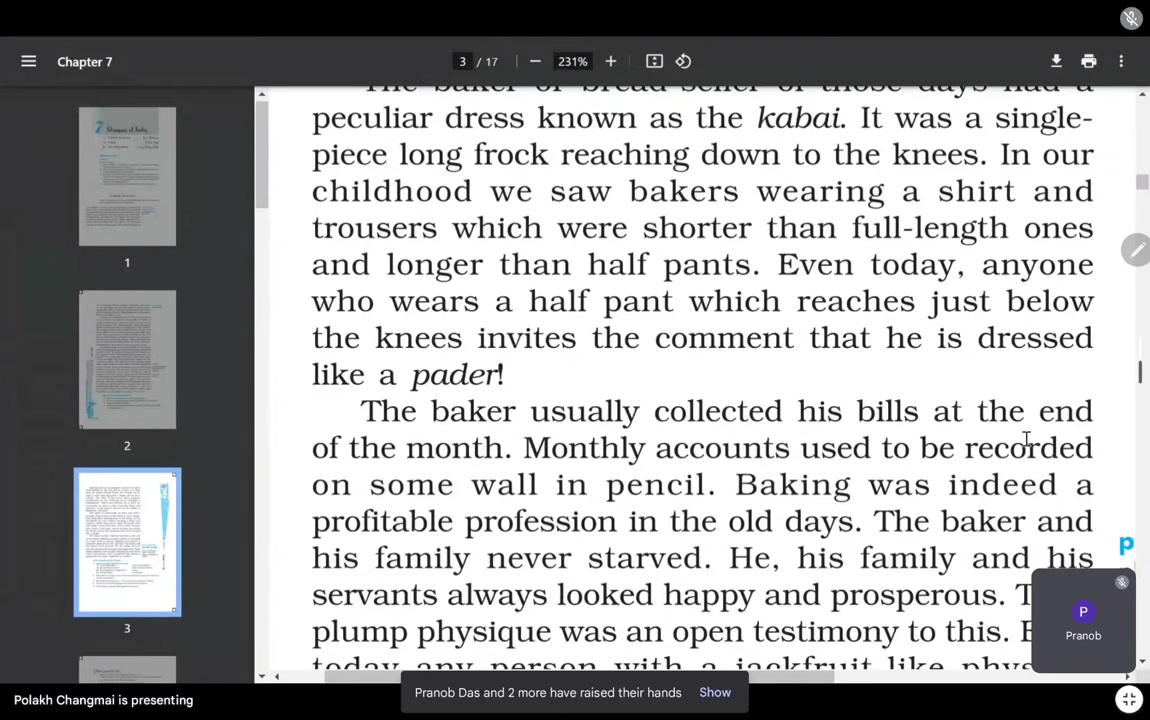 Chapter 7
3 / 17
231%
7 Glimpses of India
1
2
3
The baker or bread-seller of those days had a
peculiar dress known as the kabai. It was a single-
piece long frock reaching down to the knees. In our
childhood we saw bakers wearing a shirt and
trousers which were shorter than full-length ones
and longer than half pants. Even today, anyone
who wears a half pant which reaches just below
the knees invites the comment that he is dressed
like a pader!
The baker usually collected his bills at the end
of the month. Monthly accounts used to be recorded
on some wall in pencil. Baking was indeed a
profitable profession in the old days. The baker and
his family never starved. He, his family and his
servants always looked happy and prosperous. T
plump physique was an open testimony to this. E
today any person with a jackfruit like phys
p
P
Pranob
Pranob Das and 2 more have raised their hands Show
Polakh Changmai is presenting